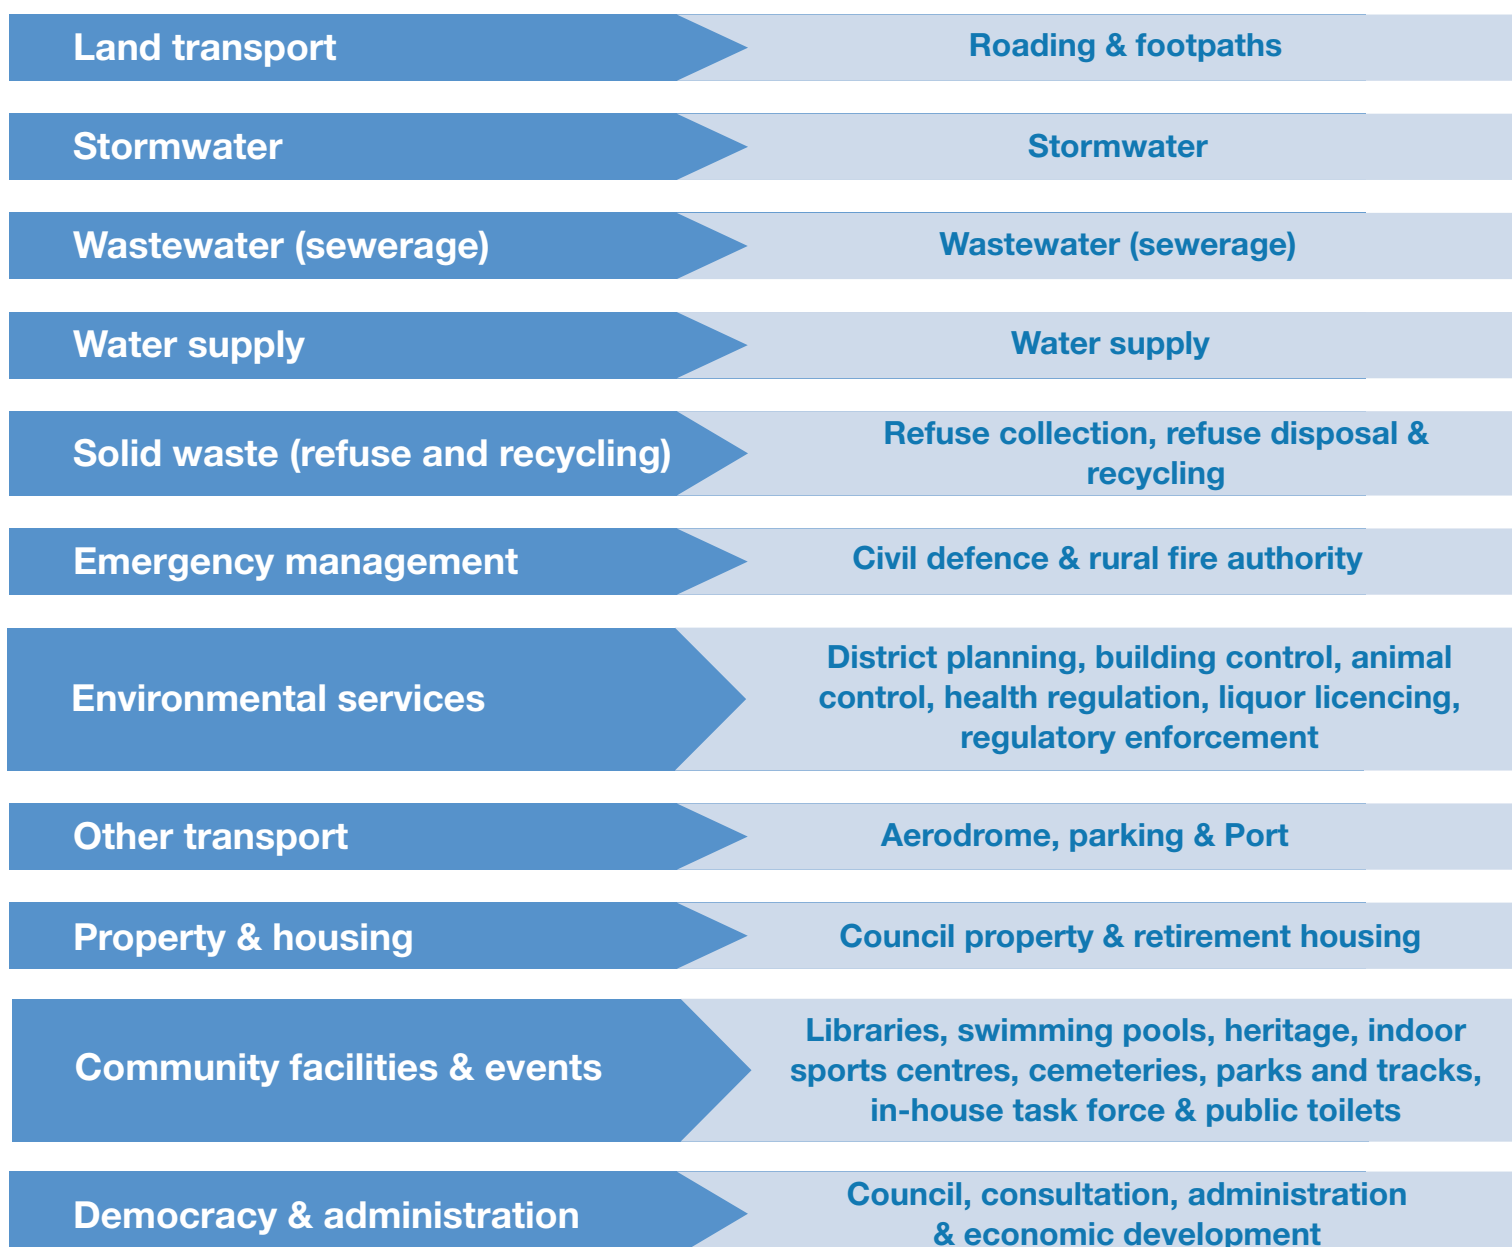 Land transport
Roading & footpaths
Stormwater
Stormwater
Wastewater (sewerage)
Wastewater (sewerage)
Water supply
Water supply
Solid waste (refuse and recycling)
Refuse collection, refuse disposal &
recycling
Emergency management
Civil defence & rural fire authority
Environmental services
District planning, building control, animal
control, health regulation, liquor licencing,
regulatory enforcement
Other transport
Aerodrome, parking & Port
Property & housing
Council property & retirement housing
Community facilities & events
Libraries, swimming pools, heritage, indoor
sports centres, cemeteries, parks and tracks,
in-house task force & public toilets
Democracy & administration
Council, consultation, administration
& economic development